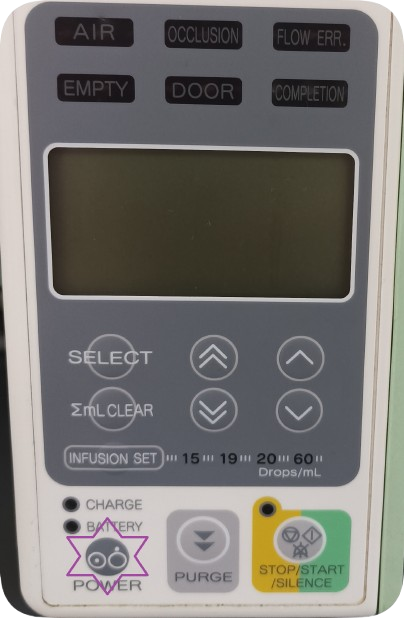 AIR OCCLUSION FLOW ERR.
EMPTY DOOR COMPLETION
SELECT
ΣmL CLEAR
INFUSION SET 15 19 20 60
Drops/mL
CHARGE
BATTERY
POWER
PURGE
STOP/START
/SILENCE